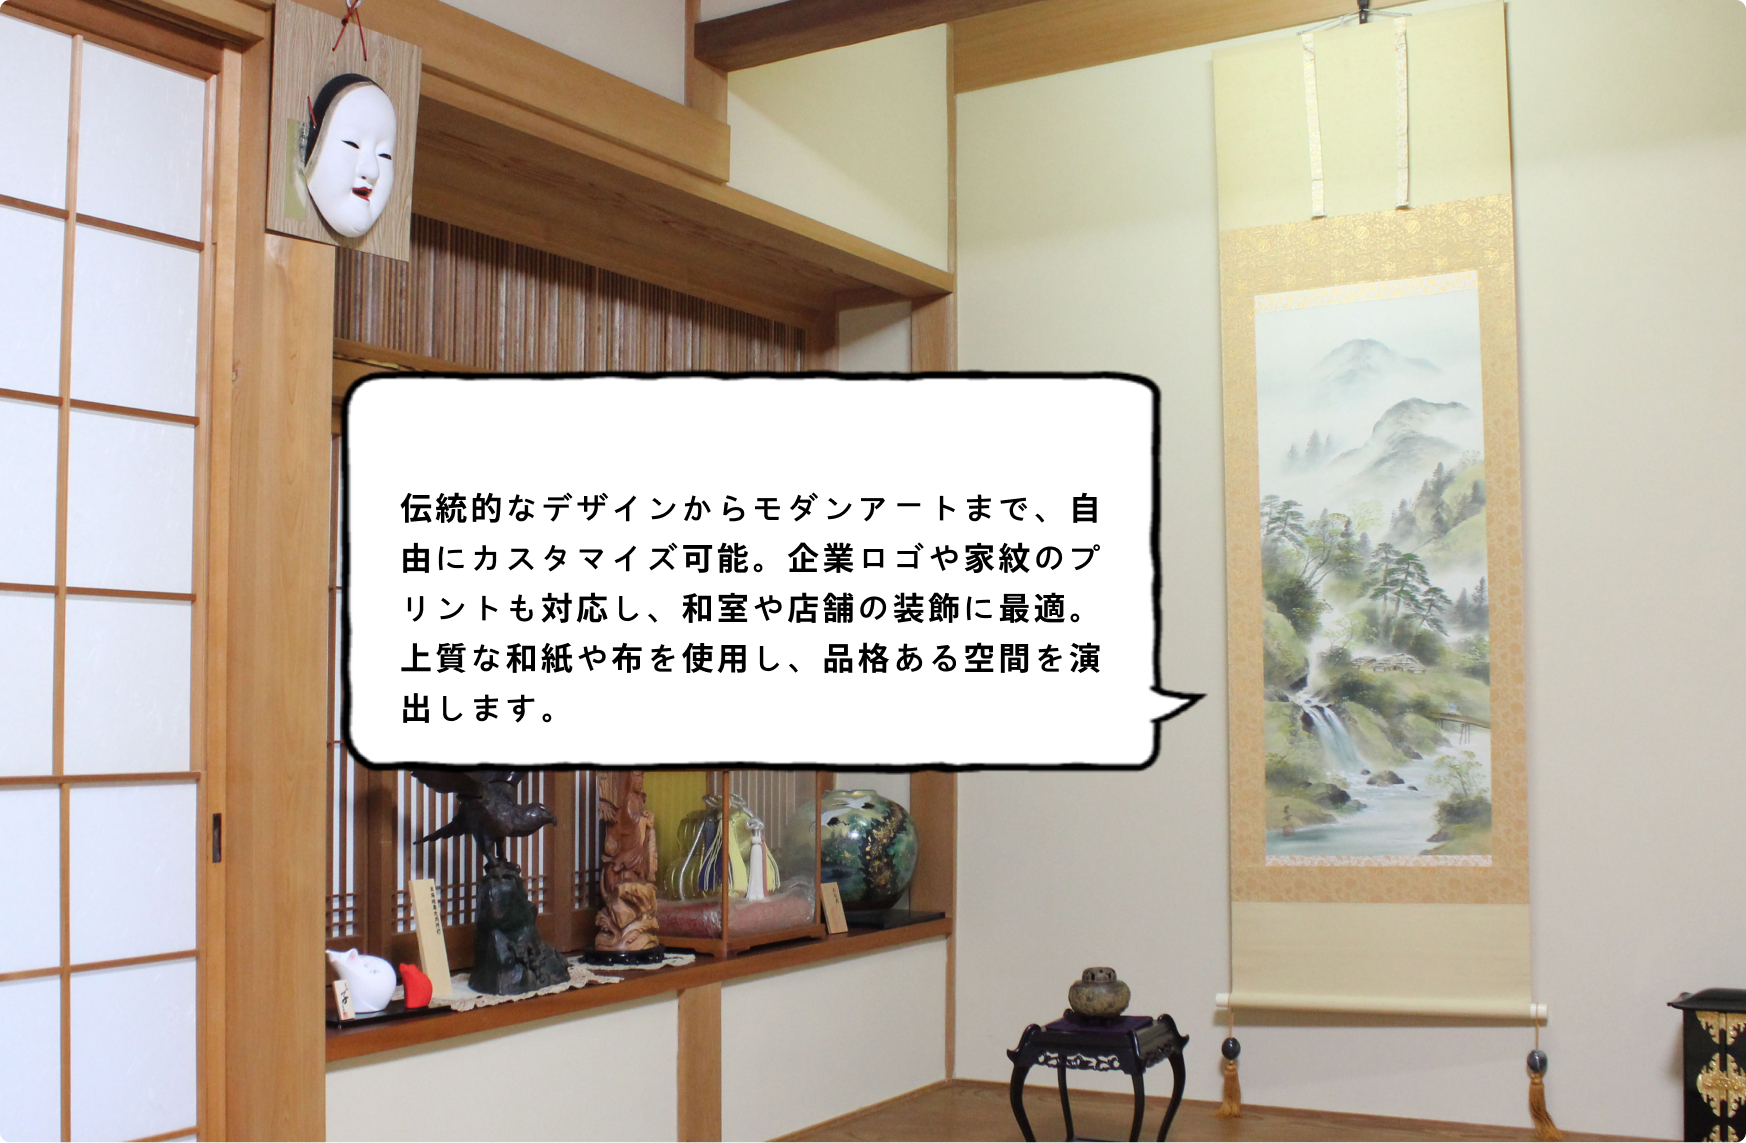 伝統的なデザインからモダンアートまで、自
由にカスタマイズ可能。企業ロゴや家紋のプ
リントも対応し、和室や店舗の装飾に最適。
上質な和紙や布を使用し、品格ある空間を演
出します。